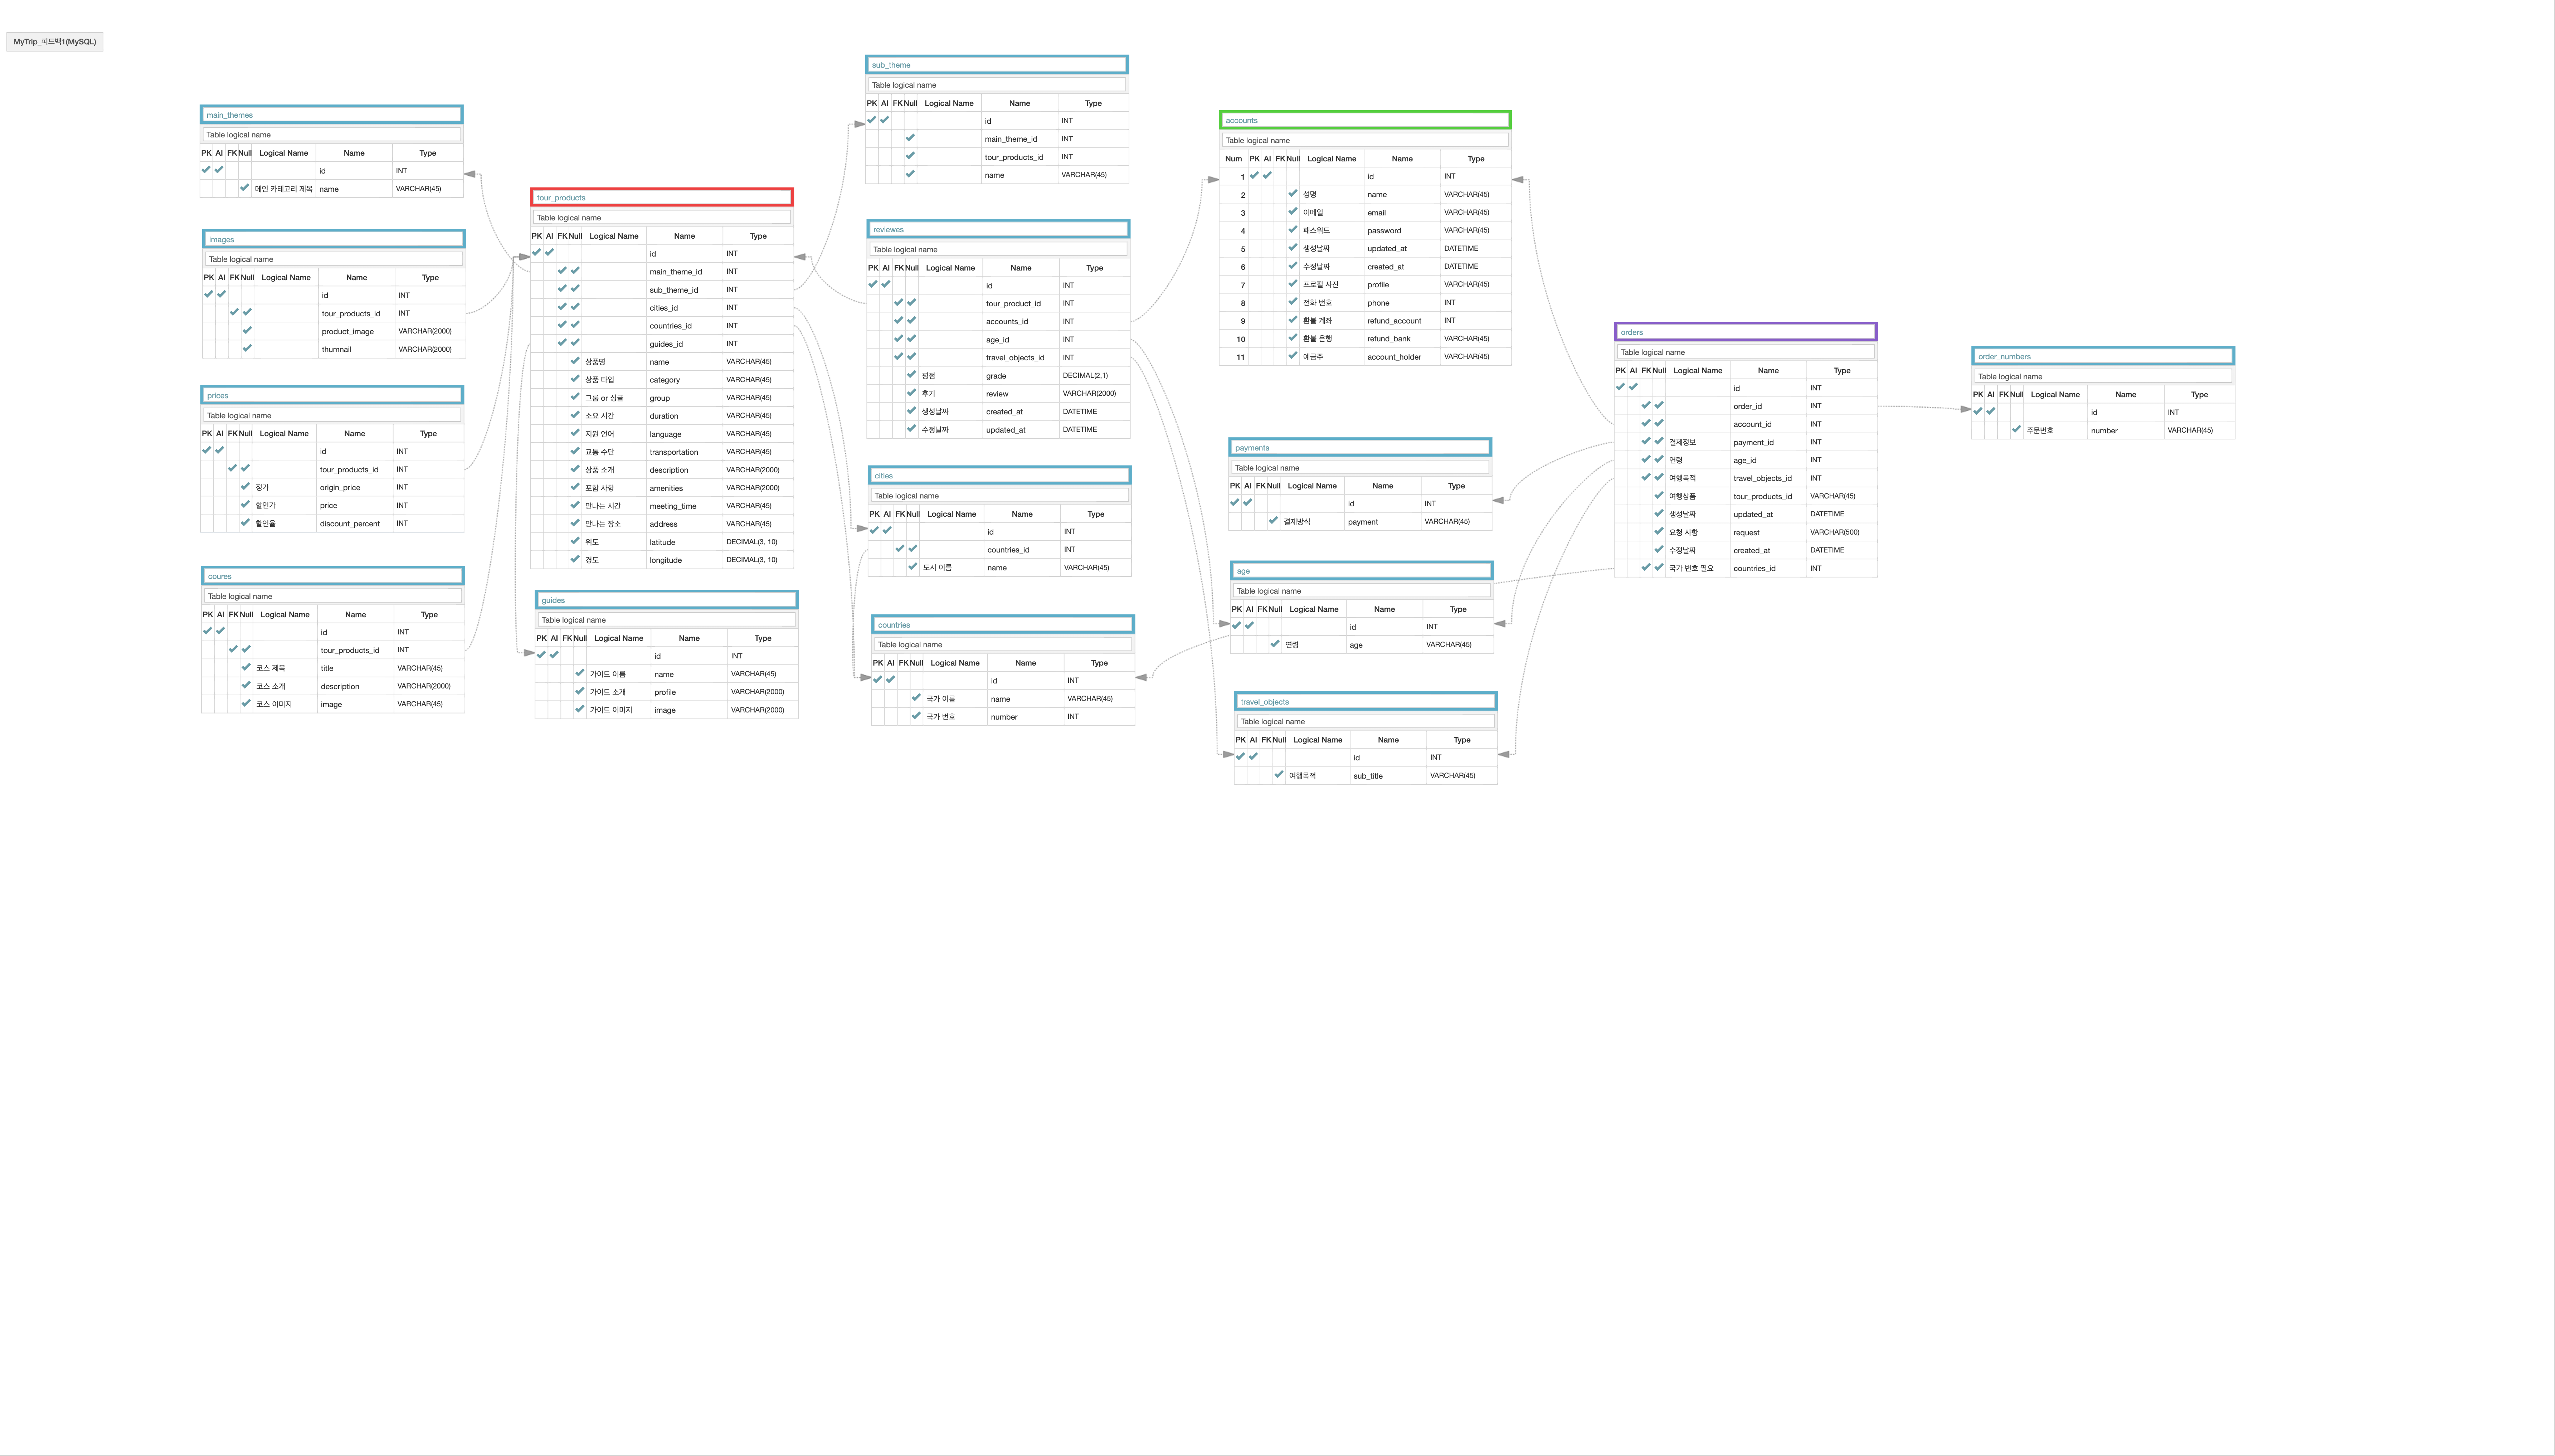 MyTrip_피드백1(MySQL)
main_themes
Table logical name
PK AI FK Null Logical Name Name Type
id INT
메인 카테고리 제목 name VARCHAR(45)
images
Table logical name
PK AI FK Null Logical Name Name Type
id INT
tour_products_id INT
product_image VARCHAR(2000)
thumnail VARCHAR(2000)
prices
Table logical name
PK AI FK Null Logical Name Name Type
id INT
tour_products_id INT
정가 origin_price INT
할인가 price INT
할인율 discount_percent INT
coures
Table logical name
PK AI FK Null Logical Name Name Type
id INT
tour_products_id INT
코스 제목 title VARCHAR(45)
코스 소개 description VARCHAR(2000)
코스 이미지 image VARCHAR(45)
tour_products
Table logical name
PK AI FK Null Logical Name Name Type
id INT
main_theme_id INT
sub_theme_id INT
cities_id INT
countries_id INT
guides_id INT
상품명 name VARCHAR(45)
상품 타입 category VARCHAR(45)
그룹 or 싱글 group VARCHAR(45)
소요 시간 duration VARCHAR(45)
지원 언어 language VARCHAR(45)
교통 수단 transportation VARCHAR(45)
상품 소개 description VARCHAR(2000)
포함 사항 amenities VARCHAR(2000)
만나는 시간 meeting_time VARCHAR(45)
만나는 장소 address VARCHAR(45)
위도 latitude DECIMAL(3, 10)
경도 longitude DECIMAL(3, 10)
guides
Table logical name
PK AI FK Null Logical Name Name Type
id INT
가이드 이름 name VARCHAR(45)
가이드 소개 profile VARCHAR(2000)
가이드 이미지 image VARCHAR(2000)
sub_theme
Table logical name
PK AI FK Null Logical Name Name Type
id INT
main_theme_id INT
tour_products_id INT
name VARCHAR(45)
reviewes
Table logical name
PK AI FK Null Logical Name Name Type
id INT
tour_product_id INT
accounts_id INT
age_id INT
travel_objects_id INT
평점 grade DECIMAL(2,1)
후기 review VARCHAR(2000)
생성날짜 created_at DATETIME
수정날짜 updated_at DATETIME
cities
Table logical name
PK AI FK Null Logical Name Name Type
id INT
countries_id INT
도시 이름 name VARCHAR(45)
countries
Table logical name
PK AI FK Null Logical Name Name Type
id INT
국가 이름 name VARCHAR(45)
국가 번호 number INT
accounts
Table logical name
Num PK AI FK Null Logical Name Name Type
1 id INT
2 성명 name VARCHAR(45)
3 이메일 email VARCHAR(45)
4 패스워드 password VARCHAR(45)
5 생성날짜 updated_at DATETIME
6 수정날짜 created_at DATETIME
7 프로필 사진 profile VARCHAR(45)
8 전화 번호 phone INT
9 환불 계좌 refund_account INT
10 환불 은행 refund_bank VARCHAR(45)
11 예금주 account_holder VARCHAR(45)
payments
Table logical name
PK AI FK Null Logical Name Name Type
id INT
결제방식 payment VARCHAR(45)
age
Table logical name
PK AI FK Null Logical Name Name Type
id INT
연령 age VARCHAR(45)
travel_objects
Table logical name
PK AI FK Null Logical Name Name Type
id INT
여행목적 sub_title VARCHAR(45)
orders
Table logical name
PK AI FK Null Logical Name Name Type
id INT
order_id INT
account_id INT
결제정보 payment_id INT
연령 age_id INT
여행목적 travel_objects_id INT
여행상품 tour_products_id VARCHAR(45)
생성날짜 updated_at DATETIME
요청 사항 request VARCHAR(500)
수정날짜 created_at DATETIME
국가 번호 필요 countries_id INT
order_numbers
Table logical name
PK AI FK Null Logical Name Name Type
id INT
주문번호 number VARCHAR(45)